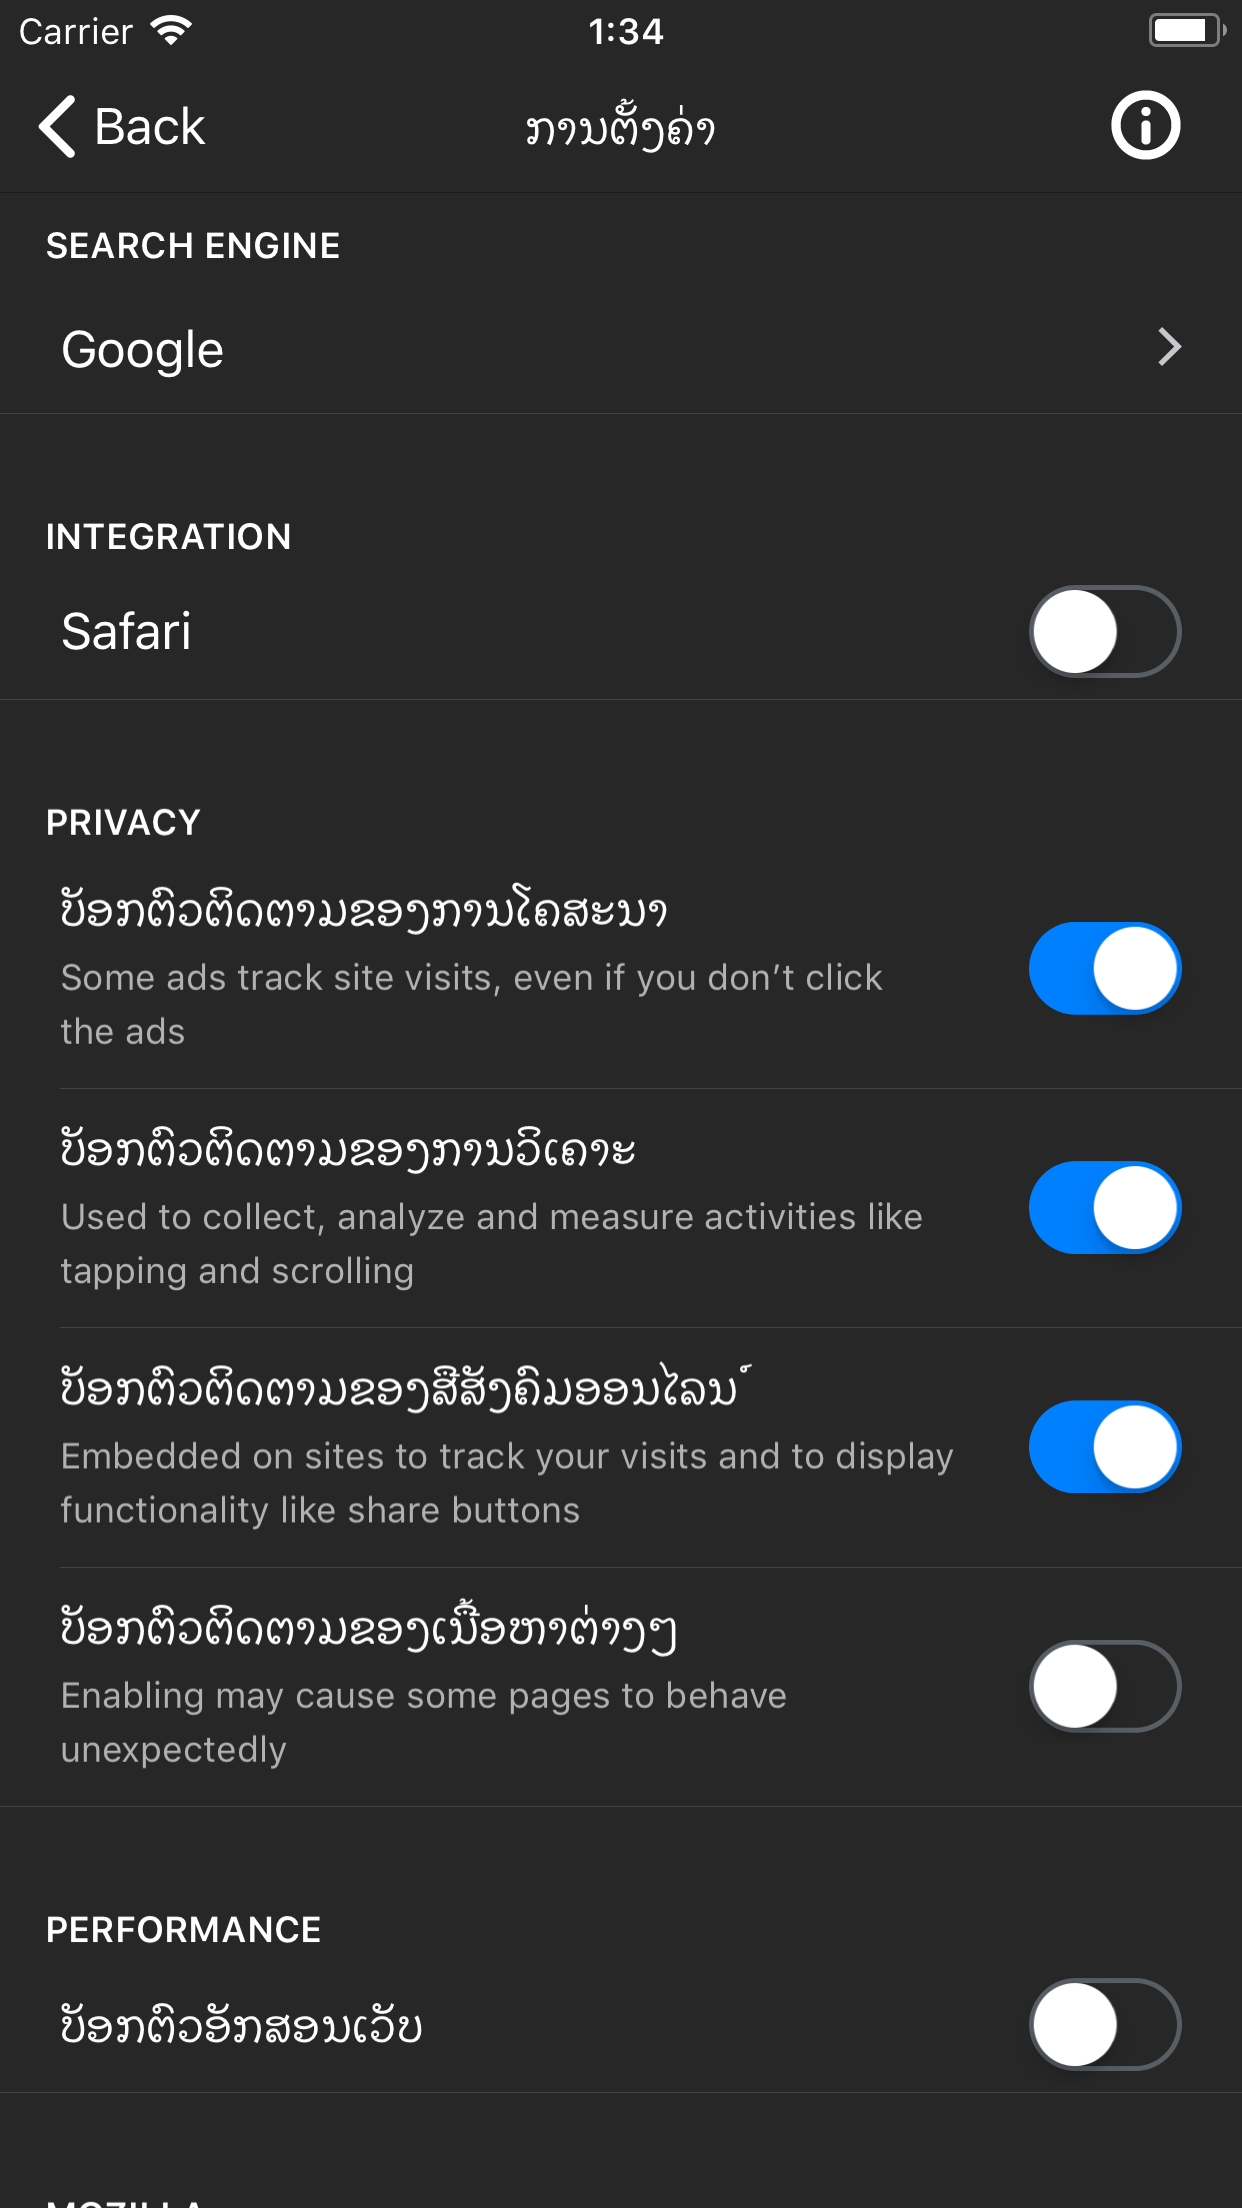 Carrier
1:34
Back
ການຕັ້ງຄ່າ
SEARCH ENGINE
Google
INTEGRATION
Safari
PRIVACY
ບັອກຕົວຕິດຕາມຂອງການໂຄສະນາ
Some ads track site visits, even if you don’t click
the ads
ບັອກຕົວຕິດຕາມຂອງການວິເຄາະ
Used to collect, analyze and measure activities like
tapping and scrolling
ບັອກຕົວຕິດຕາມຂອງສືສັງຄົມອອນໄລນ໌
Embedded on sites to track your visits and to display
functionality like share buttons
ບັອກຕົວຕິດຕາມຂອງເນື້ອຫາຕ່າງໆ
Enabling may cause some pages to behave
unexpectedly
PERFORMANCE
ບັອກຕົວອັກສອນເວັບ
MOZILLA